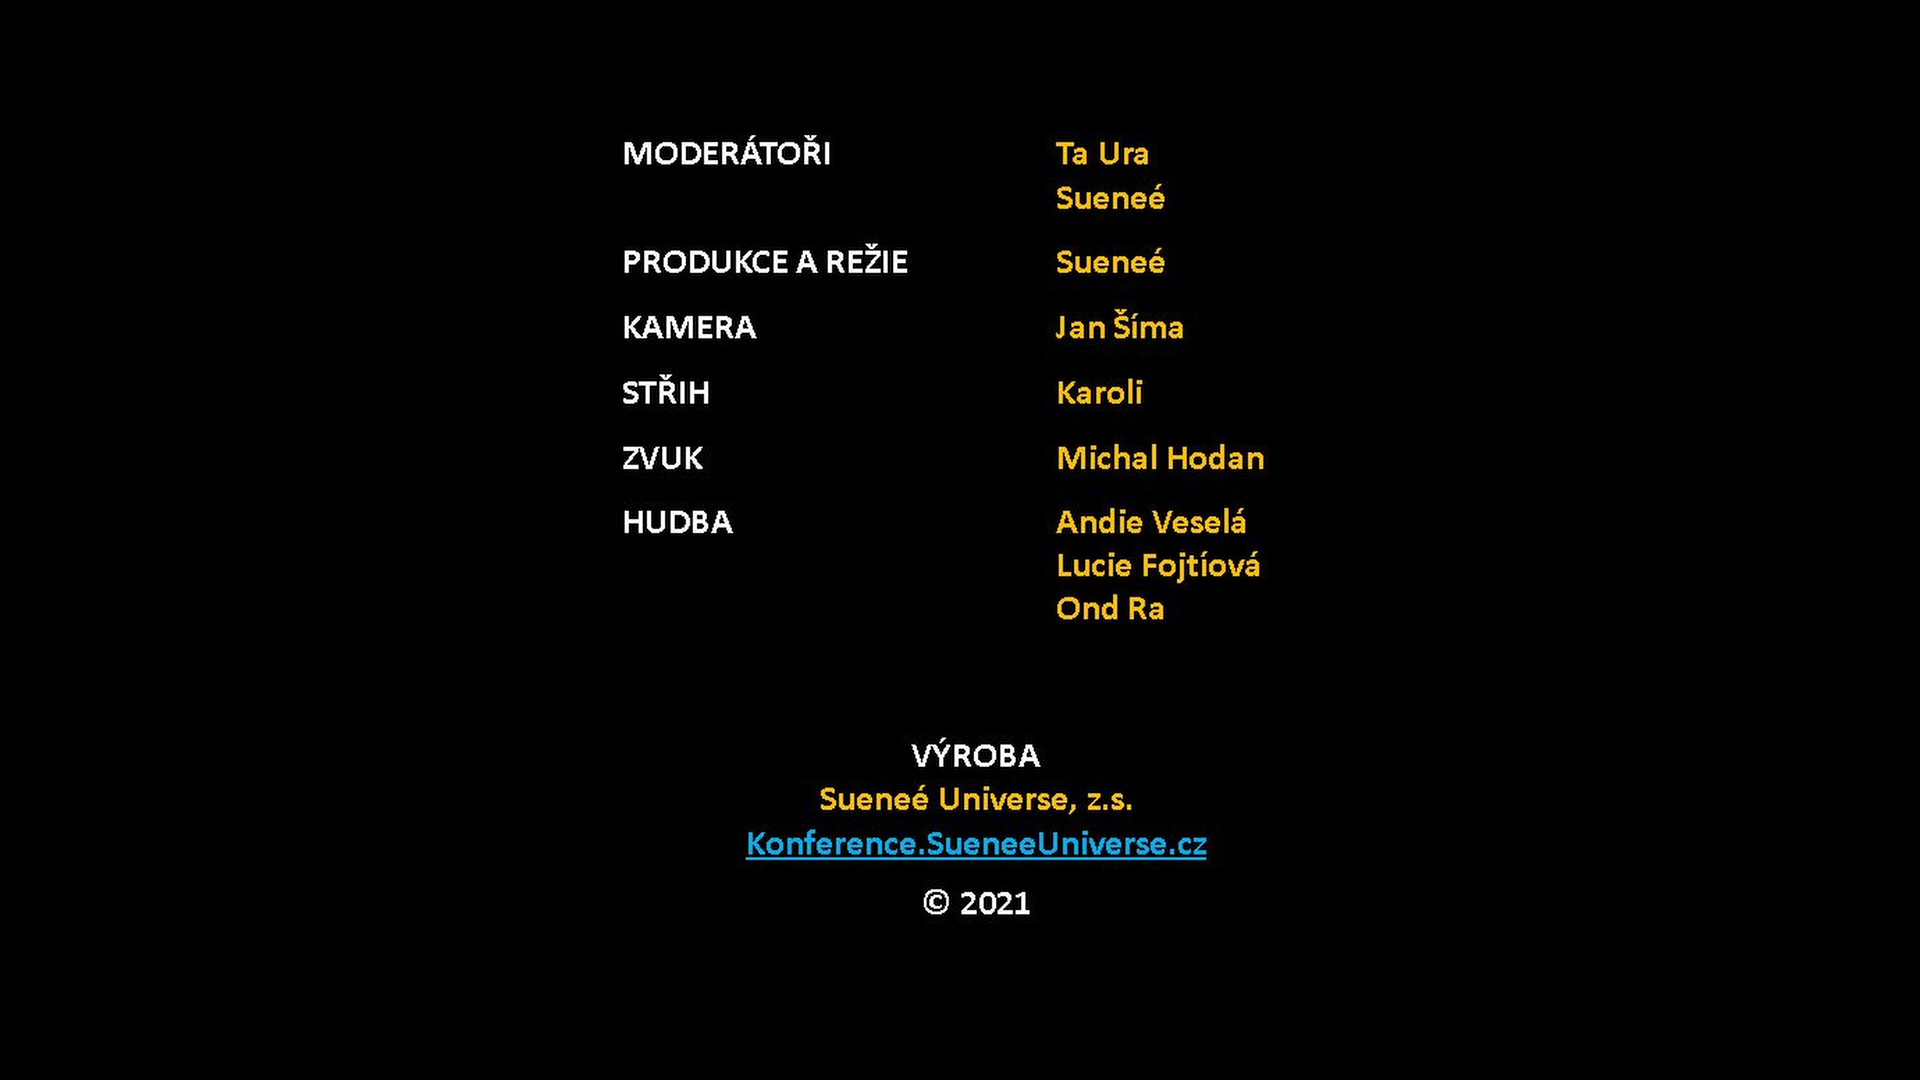 MODERÁTOŘI Ta Ura
Sueneé
PRODUKCE A REŽIE Sueneé
KAMERA Jan Šíma
STŘIH Karoli
ZVUK Michal Hodan
HUDBA Andie Veselá
Lucie Fojtíová
Ond Ra
VÝROBA
Sueneé Universe, z.s.
Konference.SueneeUniverse.cz
© 2021